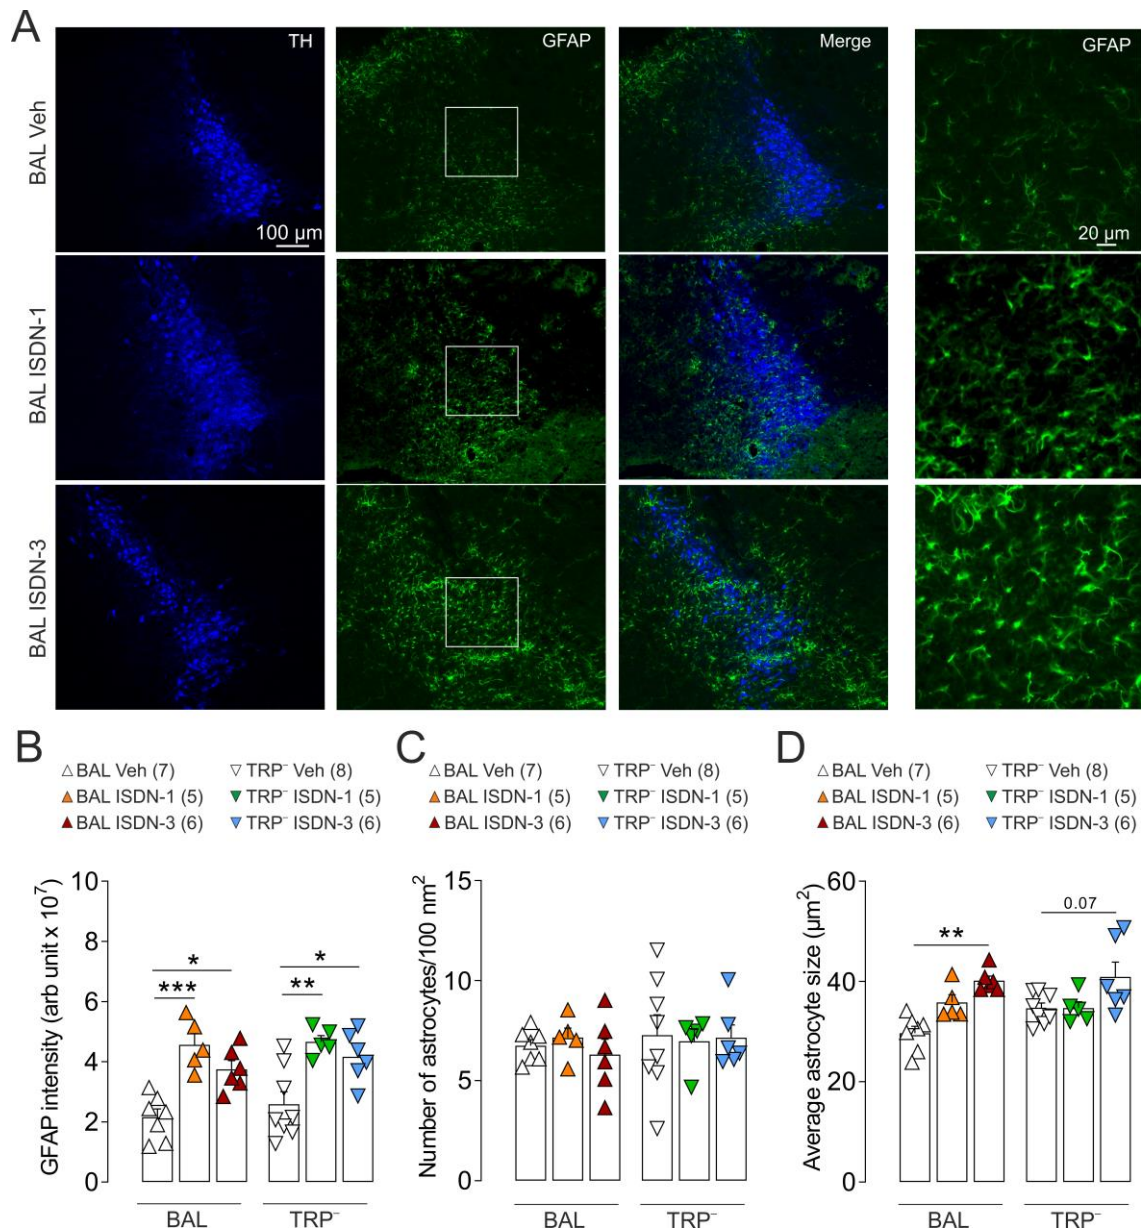 A
TH
GFAP
Merge
GFAP
BAL Veh
100 µm
20 µm
BAL ISDN-1
BAL ISDN-3
B
△ BAL Veh (7) ▽ TRP⁻ Veh (8)
▲ BAL ISDN-1 (5) ▼ TRP⁻ ISDN-1 (5)
▲ BAL ISDN-3 (6) ▼ TRP⁻ ISDN-3 (6)
GFAP intensity (arb unit x 10⁷)
10
8
6
4
2
0
*
***
*
**
BAL
TRP⁻
C
△ BAL Veh (7) ▽ TRP⁻ Veh (8)
▲ BAL ISDN-1 (5) ▼ TRP⁻ ISDN-1 (5)
▲ BAL ISDN-3 (6) ▼ TRP⁻ ISDN-3 (6)
Number of astrocytes/100 nm²
15
10
5
0
BAL
TRP⁻
D
△ BAL Veh (7) ▽ TRP⁻ Veh (8)
▲ BAL ISDN-1 (5) ▼ TRP⁻ ISDN-1 (5)
▲ BAL ISDN-3 (6) ▼ TRP⁻ ISDN-3 (6)
Average astrocyte size (µm²)
60
40
20
0
**
0.07
BAL
TRP⁻